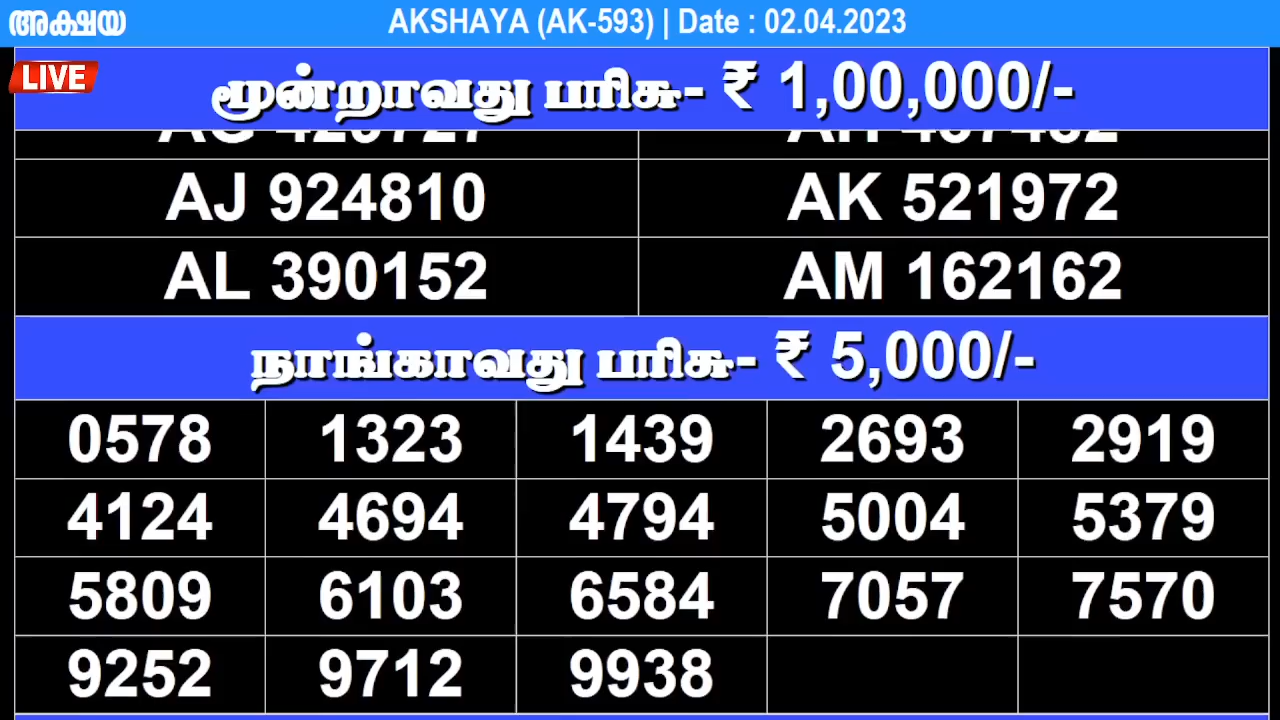 അക്ഷയ AKSHAYA (AK-593) | Date : 02.04.2023
LIVE
மூன்றாவது பரிசு- ₹ 1,00,000/-
AJ 924810 AK 521972
AL 390152 AM 162162
நாங்காவது பரிசு- ₹ 5,000/-
0578 1323 1439 2693 2919
4124 4694 4794 5004 5379
5809 6103 6584 7057 7570
9252 9712 9938